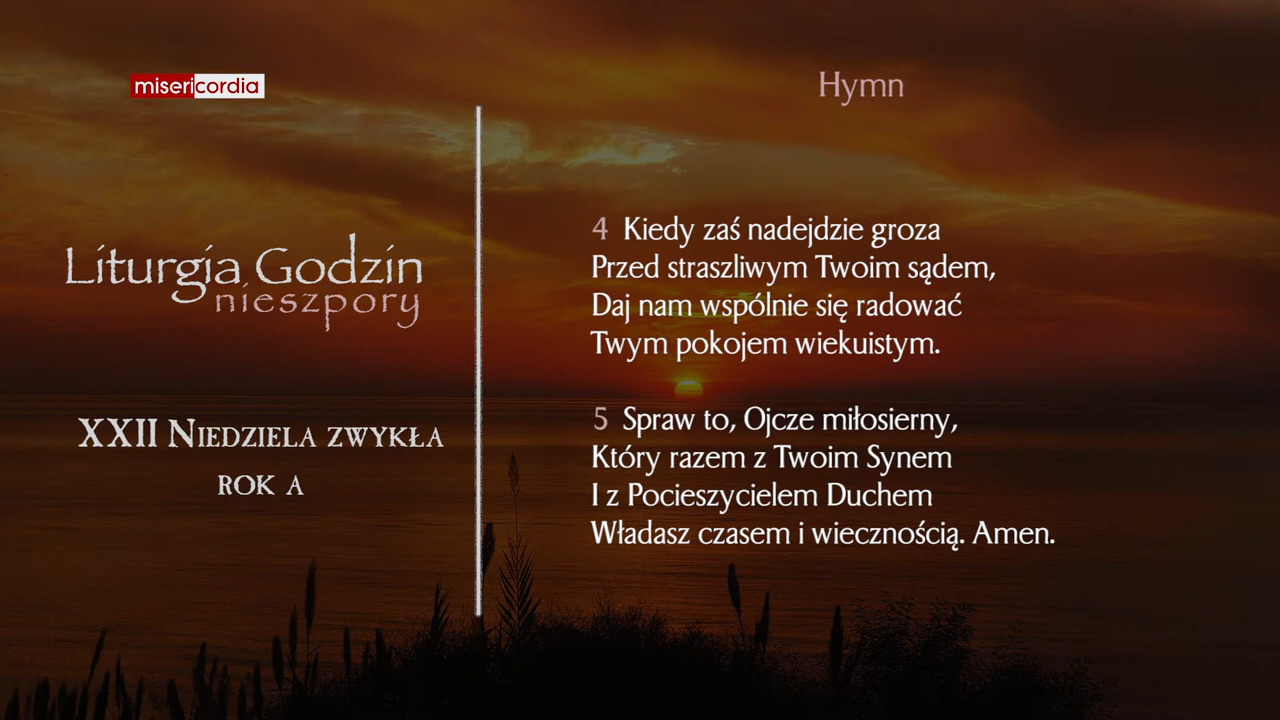 misericordia
Liturgia Godzin
nieszpory
XXII Niedziela zwykła
rok A
Hymn
4 Kiedy zaś nadejdzie groza
Przed straszliwym Twoim sądem,
Daj nam wspólnie się radować
Twym pokojem wiekuistym.
5 Spraw to, Ojcze miłosierny,
Który razem z Twoim Synem
I z Pocieszycielem Duchem
Władasz czasem i wiecznością. Amen.